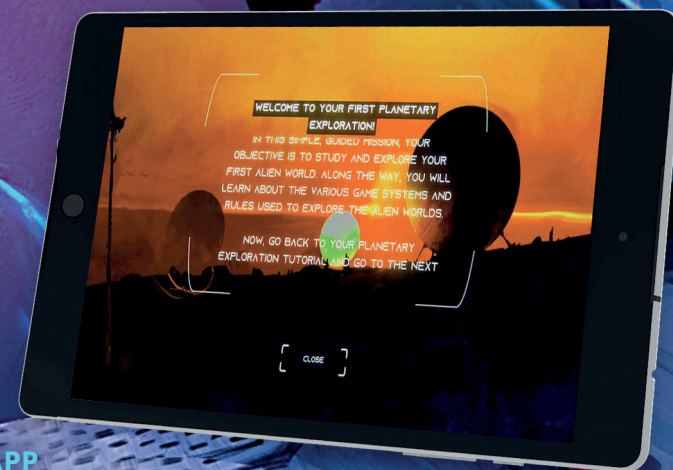 WELCOME TO YOUR FIRST PLANETARY
EXPLORATION!
IN THIS SIMPLE, GUIDED MISSION, YOUR
OBJECTIVE IS TO STUDY AND EXPLORE YOUR
FIRST ALIEN WORLD. ALONG THE WAY, YOU WILL
LEARN ABOUT THE VARIOUS GAME SYSTEMS AND
RULES USED TO EXPLORE THE ALIEN WORLDS.
NOW, GO BACK TO YOUR PLANETARY
EXPLORATION TUTORIAL AND GO TO THE NEXT
CLOSE
APP